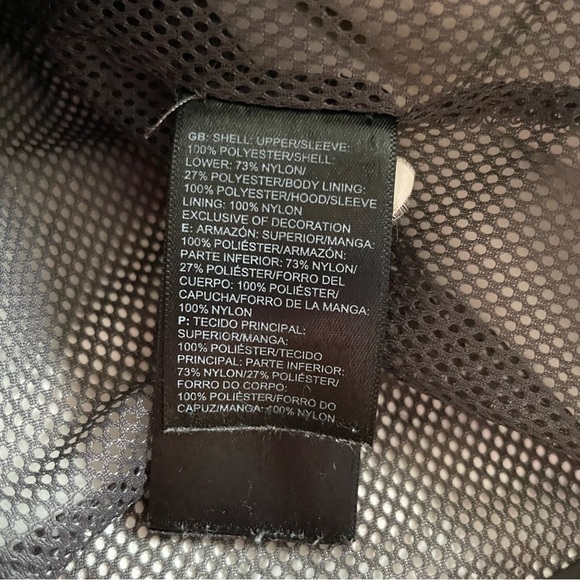 GB: SHELL: UPPER/SLEEVE:
100% POLYESTER/SHELL:
LOWER: 73% NYLON/
27% POLYESTER/BODY LINING:
100% POLYESTER/HOOD/SLEEVE
LINING: 100% NYLON
EXCLUSIVE OF DECORATION
E: ARMAZÓN: SUPERIOR/MANGA:
100% POLIÉSTER/ARMAZÓN:
PARTE INFERIOR: 73% NYLON/
27% POLIÉSTER/FORRO DEL
CUERPO: 100% POLIÉSTER/
CAPUCHA/FORRO DE LA MANGA:
100% NYLON
P: TECIDO PRINCIPAL:
SUPERIOR/MANGA:
100% POLIÉSTER/TECIDO
PRINCIPAL: PARTE INFERIOR:
73% NYLON/27% POLIÉSTER/
FORRO DO CORPO:
100% POLIÉSTER/FORRO DO
CAPUZ/MANGA: 100% NYLON